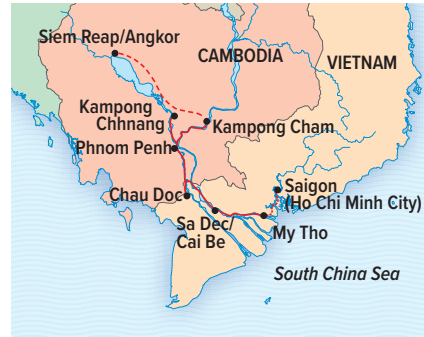 Siem Reap/Angkor
CAMBODIA
VIETNAM
Kampong
Chhnang
Kampong Cham
Phnom Penh
Chau Doc
Saigon
(Ho Chi Minh City)
Sa Dec/
Cai Be
My Tho
South China Sea